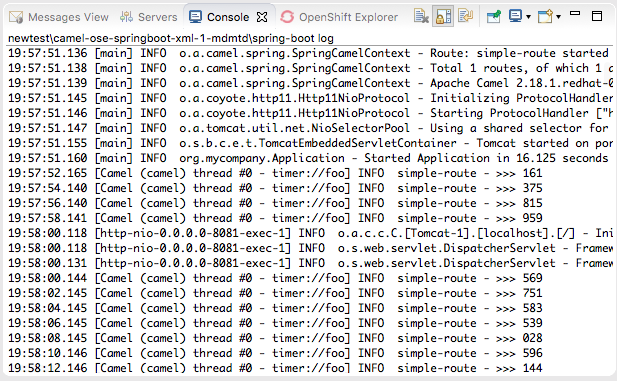 Messages View Servers Console OpenShift Explorer
newtest\camel-ose-springboot-xml-1-mdmtd\spring-boot log
19:57:51.136 [main] INFO  o.a.camel.spring.SpringCamelContext - Route: simple-route started
19:57:51.138 [main] INFO  o.a.camel.spring.SpringCamelContext - Total 1 routes, of which 1 a
19:57:51.139 [main] INFO  o.a.camel.spring.SpringCamelContext - Apache Camel 2.18.1.redhat-0
19:57:51.145 [main] INFO  o.a.coyote.http11.Http11NioProtocol - Initializing ProtocolHandler
19:57:51.146 [main] INFO  o.a.coyote.http11.Http11NioProtocol - Starting ProtocolHandler ["h
19:57:51.147 [main] INFO  o.a.tomcat.util.net.NioSelectorPool - Using a shared selector for
19:57:51.155 [main] INFO  o.s.b.c.e.t.TomcatEmbeddedServletContainer - Tomcat started on por
19:57:51.160 [main] INFO  org.mycompany.Application - Started Application in 16.125 seconds
19:57:52.165 [Camel (camel) thread #0 - timer://foo] INFO  simple-route - >>> 161
19:57:54.140 [Camel (camel) thread #0 - timer://foo] INFO  simple-route - >>> 375
19:57:56.140 [Camel (camel) thread #0 - timer://foo] INFO  simple-route - >>> 815
19:57:58.141 [Camel (camel) thread #0 - timer://foo] INFO  simple-route - >>> 959
19:58:00.118 [http-nio-0.0.0.0-8081-exec-1] INFO  o.a.c.c.C.[Tomcat-1].[localhost].[/] - Ini
19:58:00.118 [http-nio-0.0.0.0-8081-exec-1] INFO  o.s.web.servlet.DispatcherServlet - Framew
19:58:00.131 [http-nio-0.0.0.0-8081-exec-1] INFO  o.s.web.servlet.DispatcherServlet - Framew
19:58:00.144 [Camel (camel) thread #0 - timer://foo] INFO  simple-route - >>> 569
19:58:02.145 [Camel (camel) thread #0 - timer://foo] INFO  simple-route - >>> 751
19:58:04.145 [Camel (camel) thread #0 - timer://foo] INFO  simple-route - >>> 583
19:58:06.145 [Camel (camel) thread #0 - timer://foo] INFO  simple-route - >>> 539
19:58:08.145 [Camel (camel) thread #0 - timer://foo] INFO  simple-route - >>> 028
19:58:10.146 [Camel (camel) thread #0 - timer://foo] INFO  simple-route - >>> 596
19:58:12.146 [Camel (camel) thread #0 - timer://foo] INFO  simple-route - >>> 144